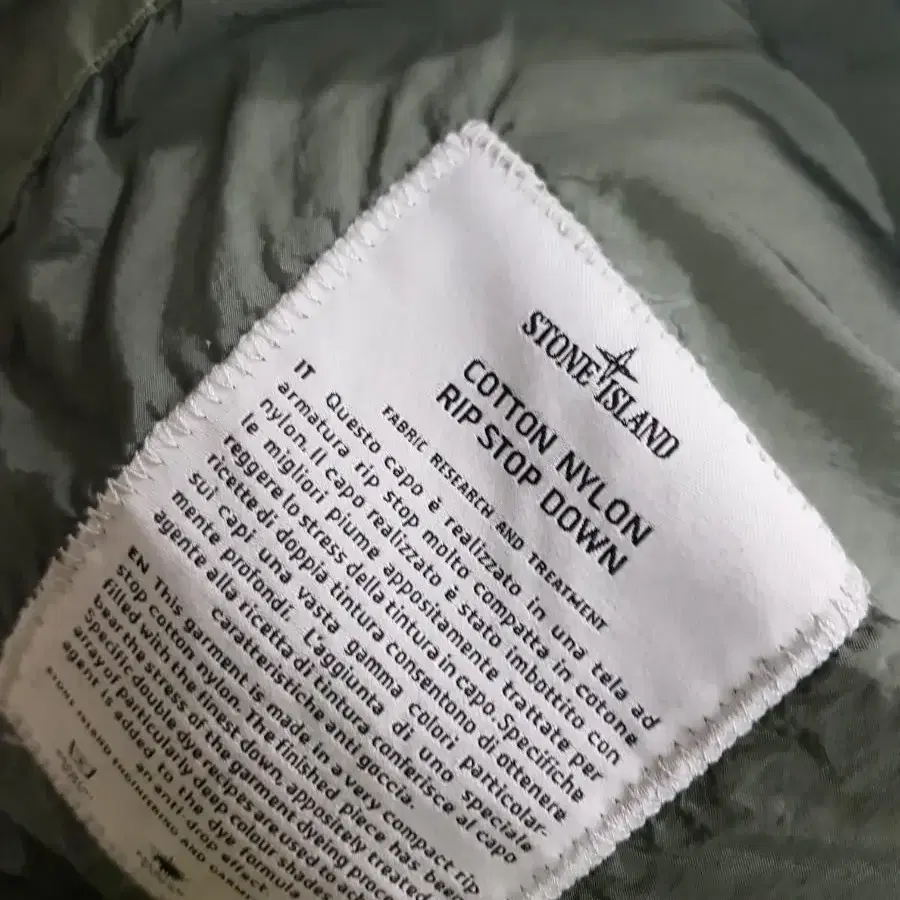 STONE ISLAND
COTTON NYLON
RIP STOP DOWN
FABRIC RESEARCH AND TREATMENT
IT Questo capo è realizzato in una tela ad
armatura rip stop molto compatta in cotone
nylon. Il capo realizzato è stato imbottito con
le migliori piume appositamente trattate per
reggere lo stress della tintura in capo. Specifiche
ricette di doppia tintura consentono di ottenere
sui capi una vasta gamma colori particolar-
mente profondi. L'aggiunta di uno speciale
agente alla ricetta di tintura conferisce al capo
caratteristiche anti goccia.
EN This garment is made in a very compact rip
stop cotton nylon. The finished piece has been
filled with the finest down, appositely treated
bear the stress of the garment dyeing
Specific double dye recipes are used to
array of particularly deep colour shades
agent is added to the dye formula
an anti-drop effect
STONE ISLAND